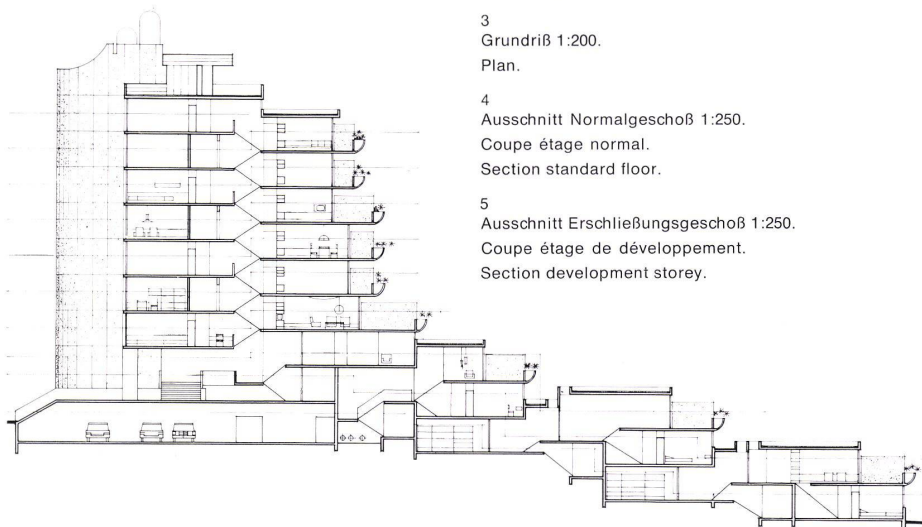 3
Grundriß 1:200.
Plan.
4
Ausschnitt Normalgeschoß 1:250.
Coupe étage normal.
Section standard floor.
5
Ausschnitt Erschließungsgeschoß 1:250.
Coupe étage de développement.
Section development storey.